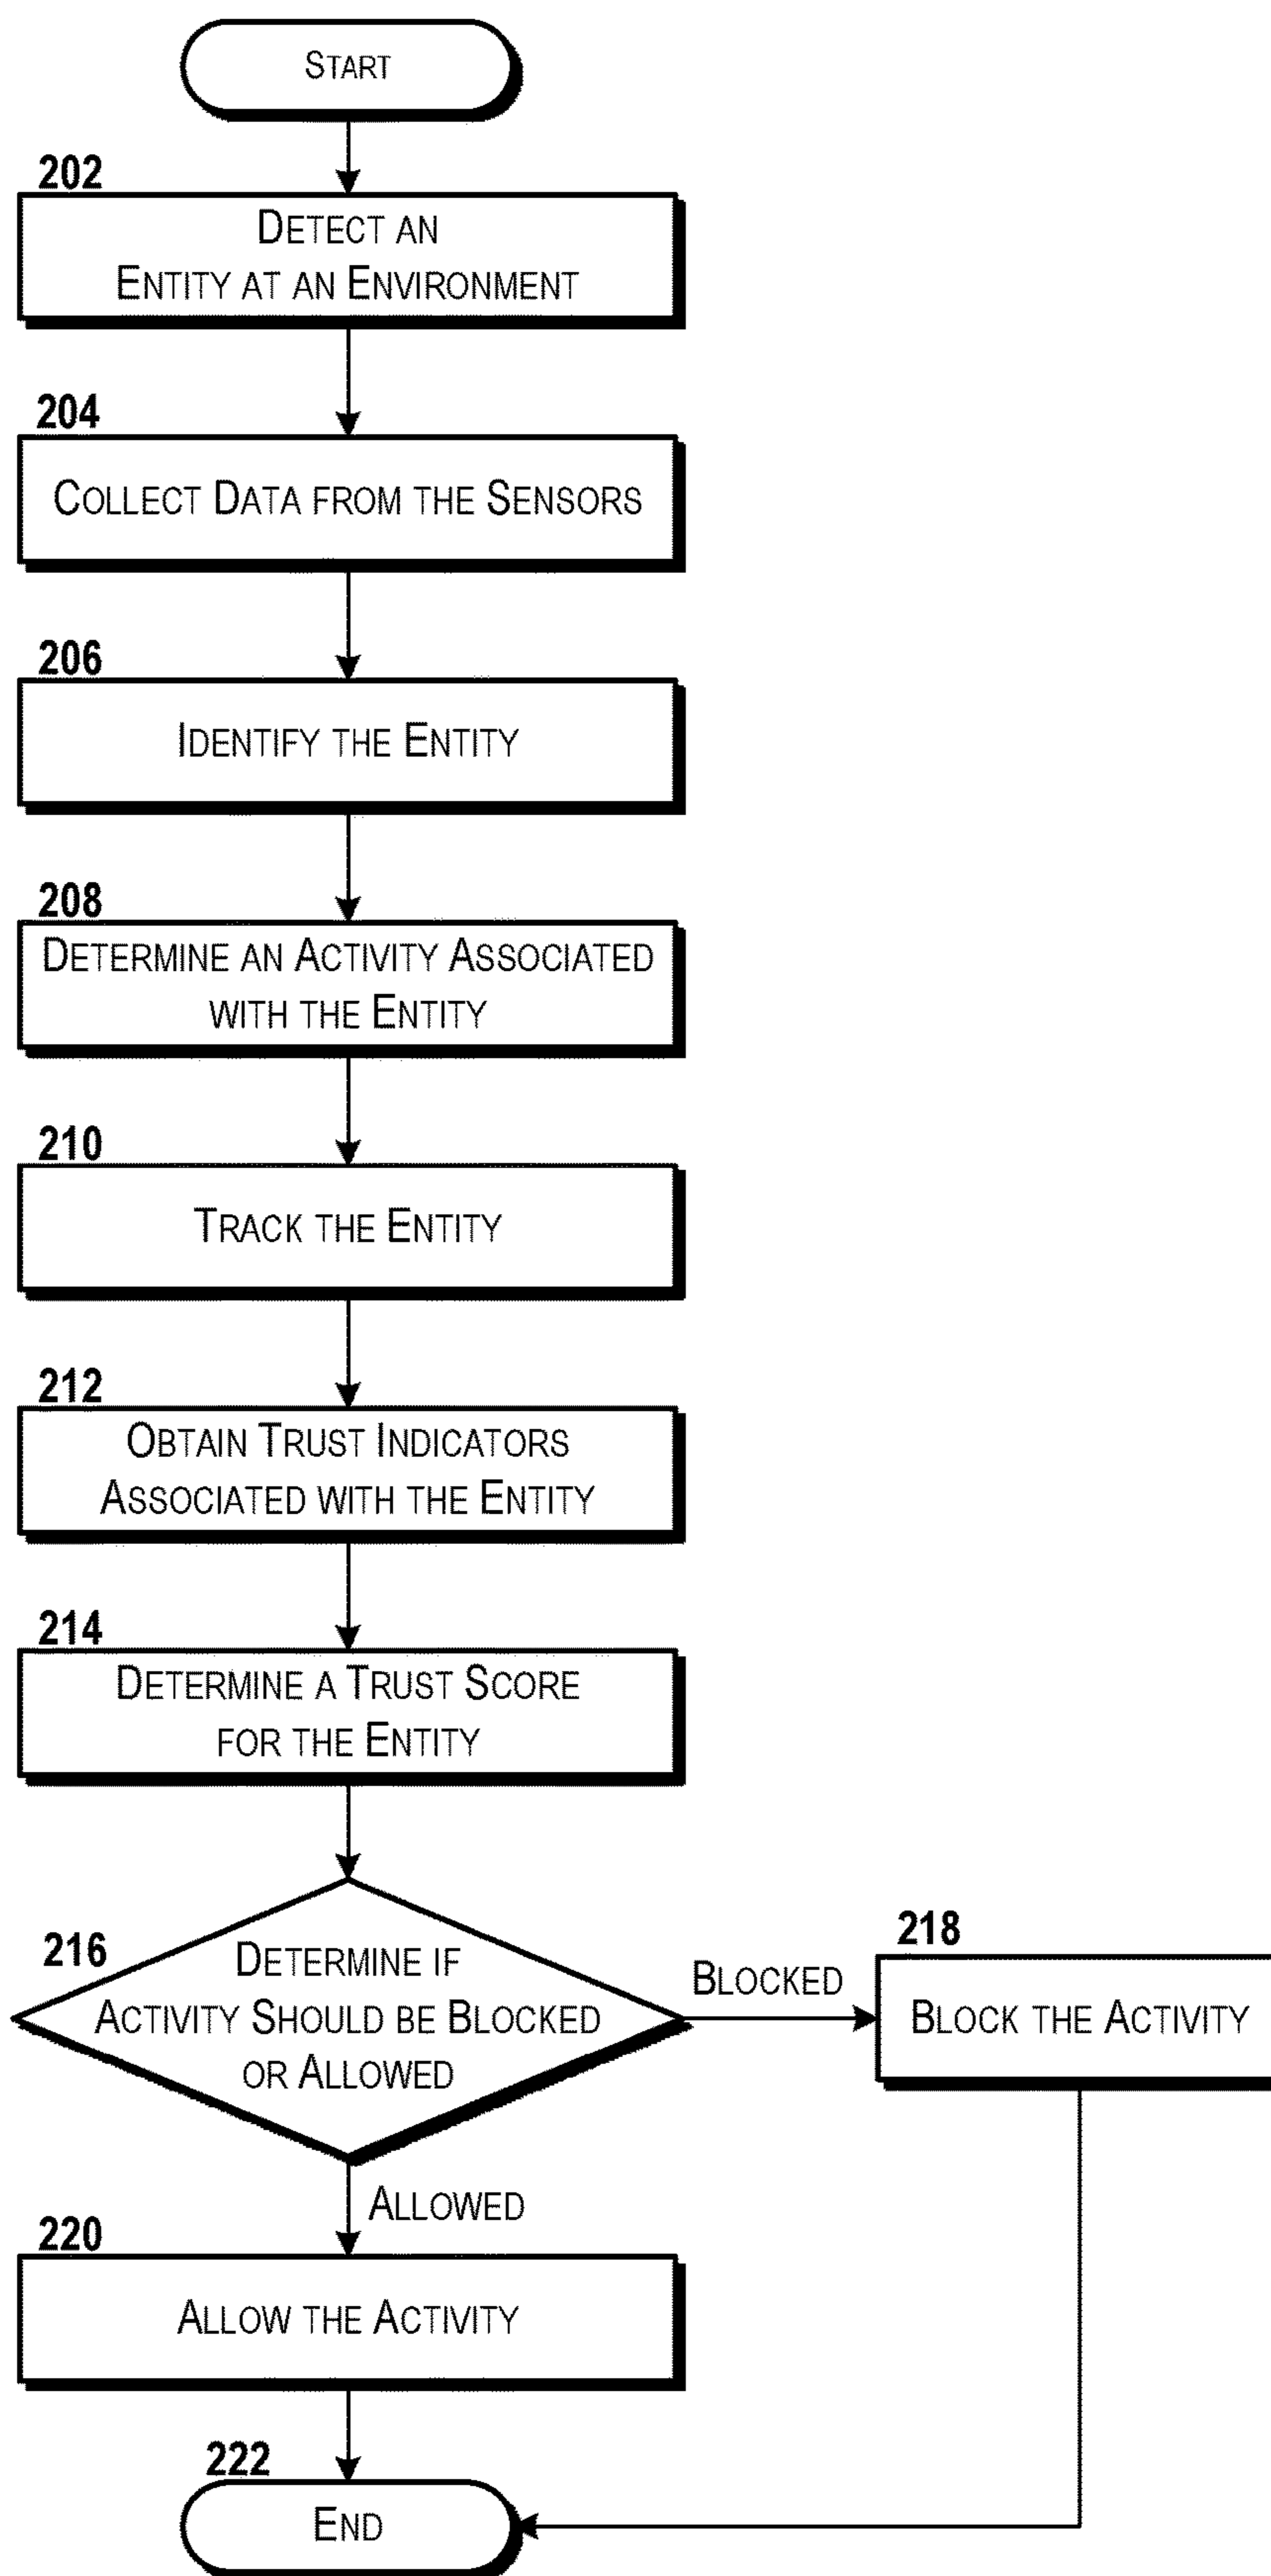 START
202
DETECT AN
ENTITY AT AN ENVIRONMENT
204
COLLECT DATA FROM THE SENSORS
206
IDENTIFY THE ENTITY
208
DETERMINE AN ACTIVITY ASSOCIATED
WITH THE ENTITY
210
TRACK THE ENTITY
212
OBTAIN TRUST INDICATORS
ASSOCIATED WITH THE ENTITY
214
DETERMINE A TRUST SCORE
FOR THE ENTITY
216
DETERMINE IF
ACTIVITY SHOULD BE BLOCKED
OR ALLOWED
BLOCKED
218
BLOCK THE ACTIVITY
ALLOWED
220
ALLOW THE ACTIVITY
222
END